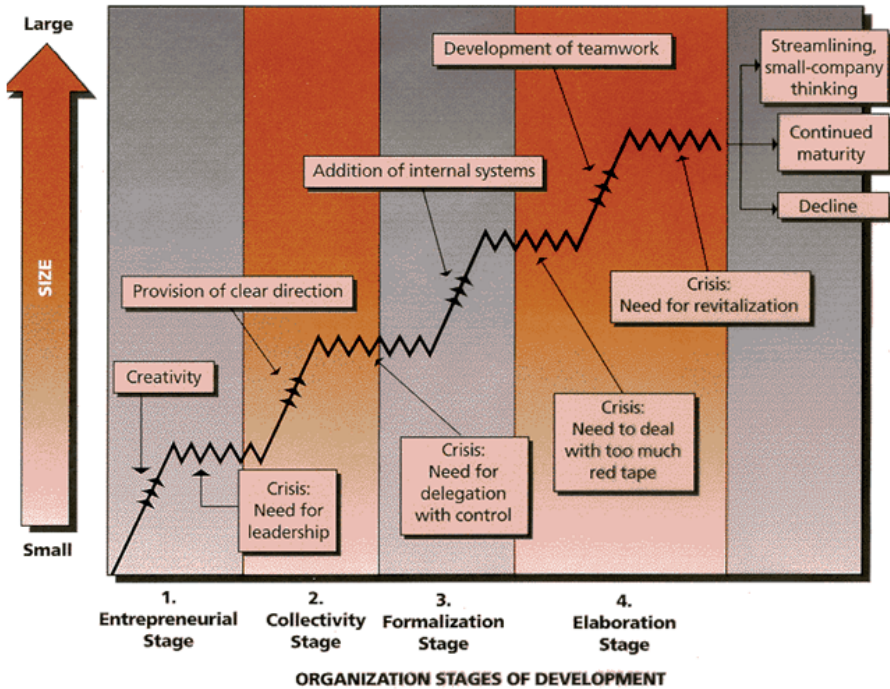 Large
SIZE
Small
Development of teamwork
Streamlining,
small-company
thinking
Continued
maturity
Decline
Addition of internal systems
Crisis:
Need for revitalization
Provision of clear direction
Creativity
Crisis:
Need to deal
with too much
red tape
Crisis:
Need for
delegation
with control
Crisis:
Need for
leadership
1.
Entrepreneurial
Stage
2.
Collectivity
Stage
3.
Formalization
Stage
4.
Elaboration
Stage
ORGANIZATION STAGES OF DEVELOPMENT